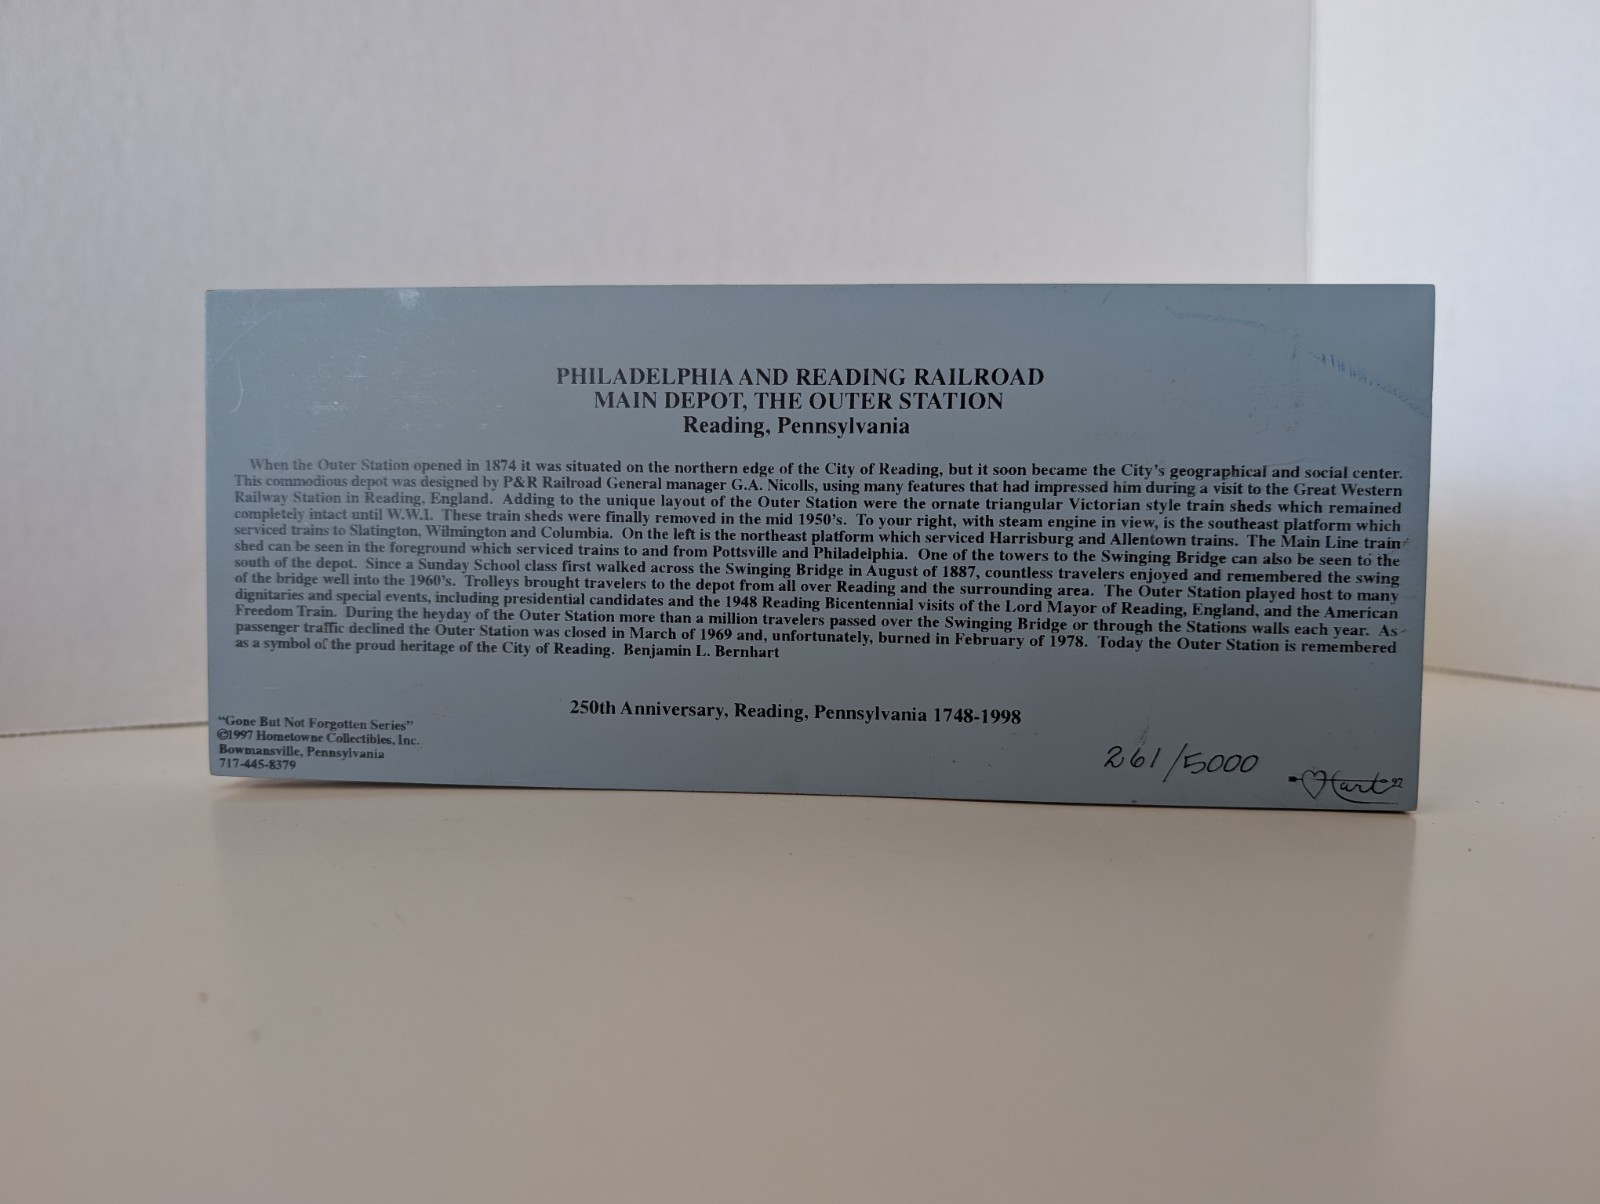 PHILADELPHIA AND READING RAILROAD
MAIN DEPOT, THE OUTER STATION
Reading, Pennsylvania
When the Outer Station opened in 1874 it was situated on the northern edge of the City of Reading, but it soon became the City's geographical and social center.
This commodious depot was designed by P&R Railroad General manager G.A. Nicolls, using many features that had impressed him during a visit to the Great Western
Railway Station in Reading, England. Adding to the unique layout of the Outer Station were the ornate triangular Victorian style train sheds which remained
completely intact until W.W.I. These train sheds were finally removed in the mid 1950's. To your right, with steam engine in view, is the southeast platform which
serviced trains to Slatington, Wilmington and Columbia. On the left is the northeast platform which serviced Harrisburg and Allentown trains. The Main Line train
shed can be seen in the foreground which serviced trains to and from Pottsville and Philadelphia. One of the towers to the Swinging Bridge can also be seen to the
south of the depot. Since a Sunday School class first walked across the Swinging Bridge in August of 1887, countless travelers enjoyed and remembered the swing
of the bridge well into the 1960's. Trolleys brought travelers to the depot from all over Reading and the surrounding area. The Outer Station played host to many
dignitaries and special events, including presidential candidates and the 1948 Reading Bicentennial visits of the Lord Mayor of Reading, England, and the American
Freedom Train. During the heyday of the Outer Station more than a million travelers passed over the Swinging Bridge or through the Stations walls each year. As
passenger traffic declined the Outer Station was closed in March of 1969 and, unfortunately, burned in February of 1978. Today the Outer Station is remembered
as a symbol of the proud heritage of the City of Reading. Benjamin L. Bernhart
250th Anniversary, Reading, Pennsylvania 1748-1998
"Gone But Not Forgotten Series"
©1997 Hometowne Collectibles, Inc.
Bowmansville, Pennsylvania
717-445-8379
261/5000